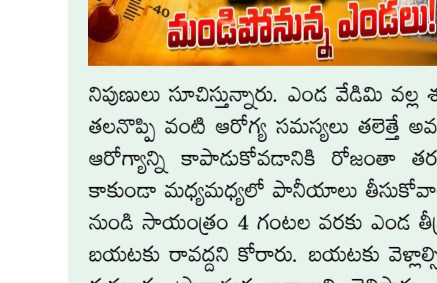 -40
మండిపోనున్న ఎండలు!
నిపుణులు సూచిస్తున్నారు. ఎండ వేడిమి వల్ల
తలనొప్పి వంటి ఆరోగ్య సమస్యలు తలెత్తే
ఆరోగ్యాన్ని కాపాడుకోవడానికి రోజంతా
కాకుండా మధ్యమధ్యలో పానీయాలు తీసుకోవా
నుండి సాయంత్రం 4 గంటల వరకు ఎండ
బయటకు రావద్దని కోరారు. బయటకు